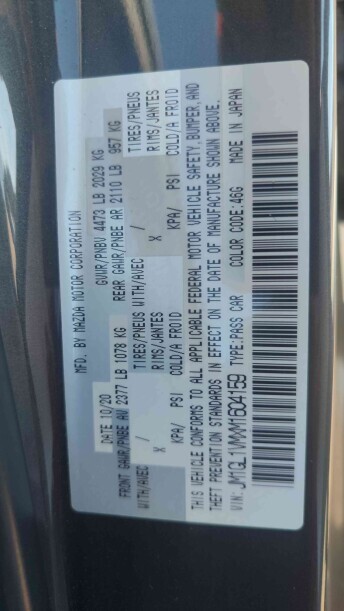 MFD. BY MAZDA MOTOR CORPORATION
DATE 10/20 GVWR/PNBV 4473 LB 2029 KG
FRONT GAWR/PNBE AV 2377 LB 1078 KG REAR GAWR/PNBE AR 2110 LB 957 KG
WITH/AVEC / TIRES/PNEUS WITH/AVEC / TIRES/PNEUS
X RIMS/JANTES X RIMS/JANTES
KPA/ PSI COLD/A FROID KPA/ PSI COLD/A FROID
THIS VEHICLE CONFORMS TO ALL APPLICABLE FEDERAL MOTOR VEHICLE SAFETY, BUMPER, AND
THEFT PREVENTION STANDARDS IN EFFECT ON THE DATE OF MANUFACTURE SHOWN ABOVE.
VIN: JM1GL1VMXM1604159 TYPE:PASS CAR COLOR CODE:46G MADE IN JAPAN